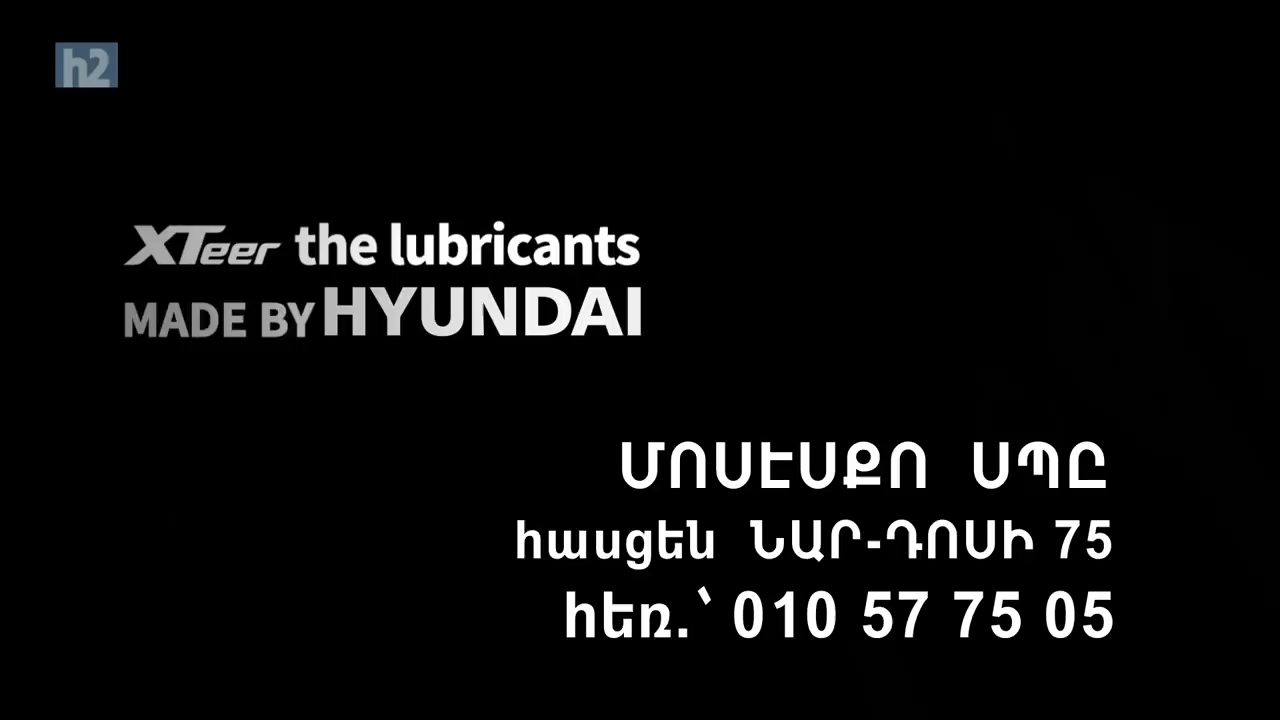 h2
XTeer the lubricants
MADE BY HYUNDAI
ՄՈՍԷՍՔՈ ՍՊԸ
հասցեն ՆԱՐ-ԴՈՍԻ 75
հեռ.՝ 010 57 75 05